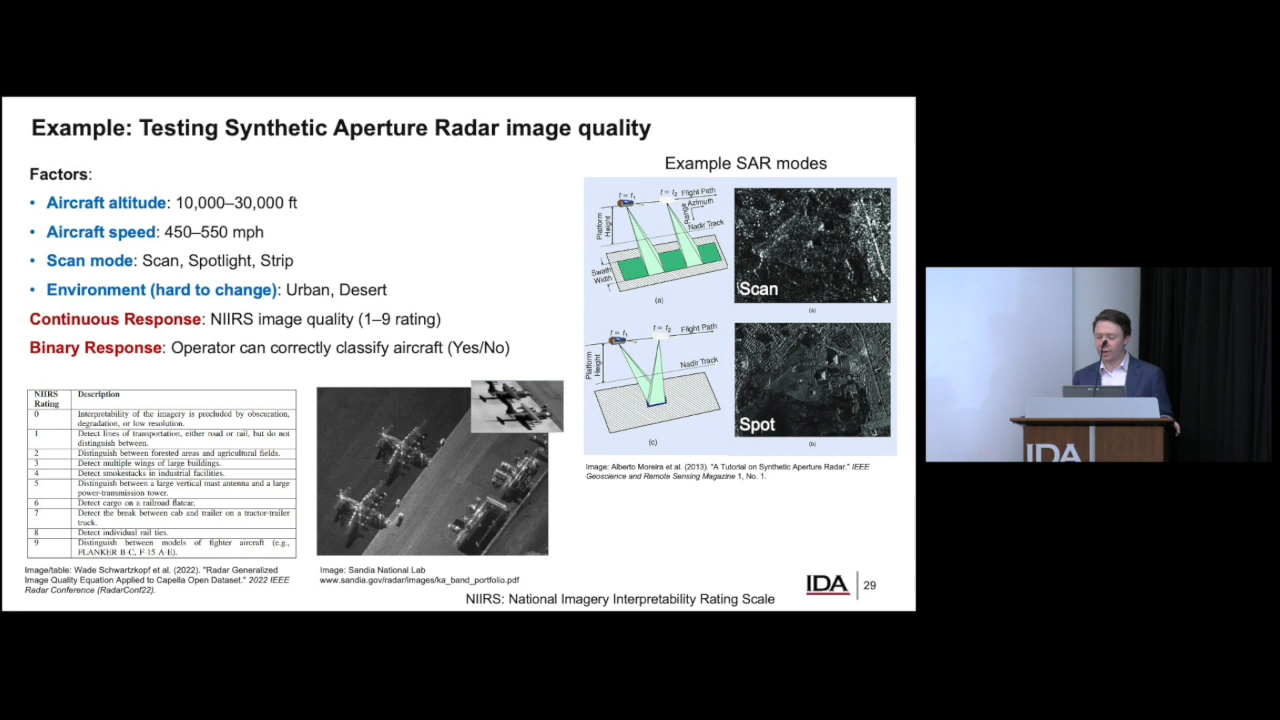 Example: Testing Synthetic Aperture Radar image quality
Factors:
• Aircraft altitude: 10,000–30,000 ft
• Aircraft speed: 450–550 mph
• Scan mode: Scan, Spotlight, Strip
• Environment (hard to change): Urban, Desert
Continuous Response: NIIRS image quality (1–9 rating)
Binary Response: Operator can correctly classify aircraft (Yes/No)
NIIRS Description
Rating
0 Interpretability of the imagery is precluded by obscuration,
degradation, or low resolution.
1 Detect lines of transportation, either road or rail, but do not
distinguish between.
2 Distinguish between forested areas and agricultural fields.
3 Detect multiple wings of large buildings.
4 Detect smokestacks in industrial facilities.
5 Distinguish between a large vertical mast antenna and a large
power-transmission tower.
6 Detect cargo on a railroad flatcar.
7 Detect the break between cab and trailer on a tractor-trailer
truck.
8 Detect individual rail ties.
9 Distinguish between models of fighter aircraft (e.g.,
FLANKER B-C, F-15 A-E).
Image/table: Wade Schwartzkopf et al. (2022). "Radar Generalized
Image Quality Equation Applied to Capella Open Dataset." 2022 IEEE
Radar Conference (RadarConf22).
Image: Sandia National Lab
www.sandia.gov/radar/images/ka_band_portfolio.pdf
Example SAR modes
t = t₁
t = t₂
Flight Path
Azimuth
Range
Platform
Height
Nadir Track
Swath
Width
(a)
Scan
(a)
t = t₁
t = t₂
Flight Path
Platform
Height
Nadir Track
(c)
Spot
(b)
Image: Alberto Moreira et al. (2013). "A Tutorial on Synthetic Aperture Radar." IEEE
Geoscience and Remote Sensing Magazine 1, No. 1.
NIIRS: National Imagery Interpretability Rating Scale
IDA
29
IDA